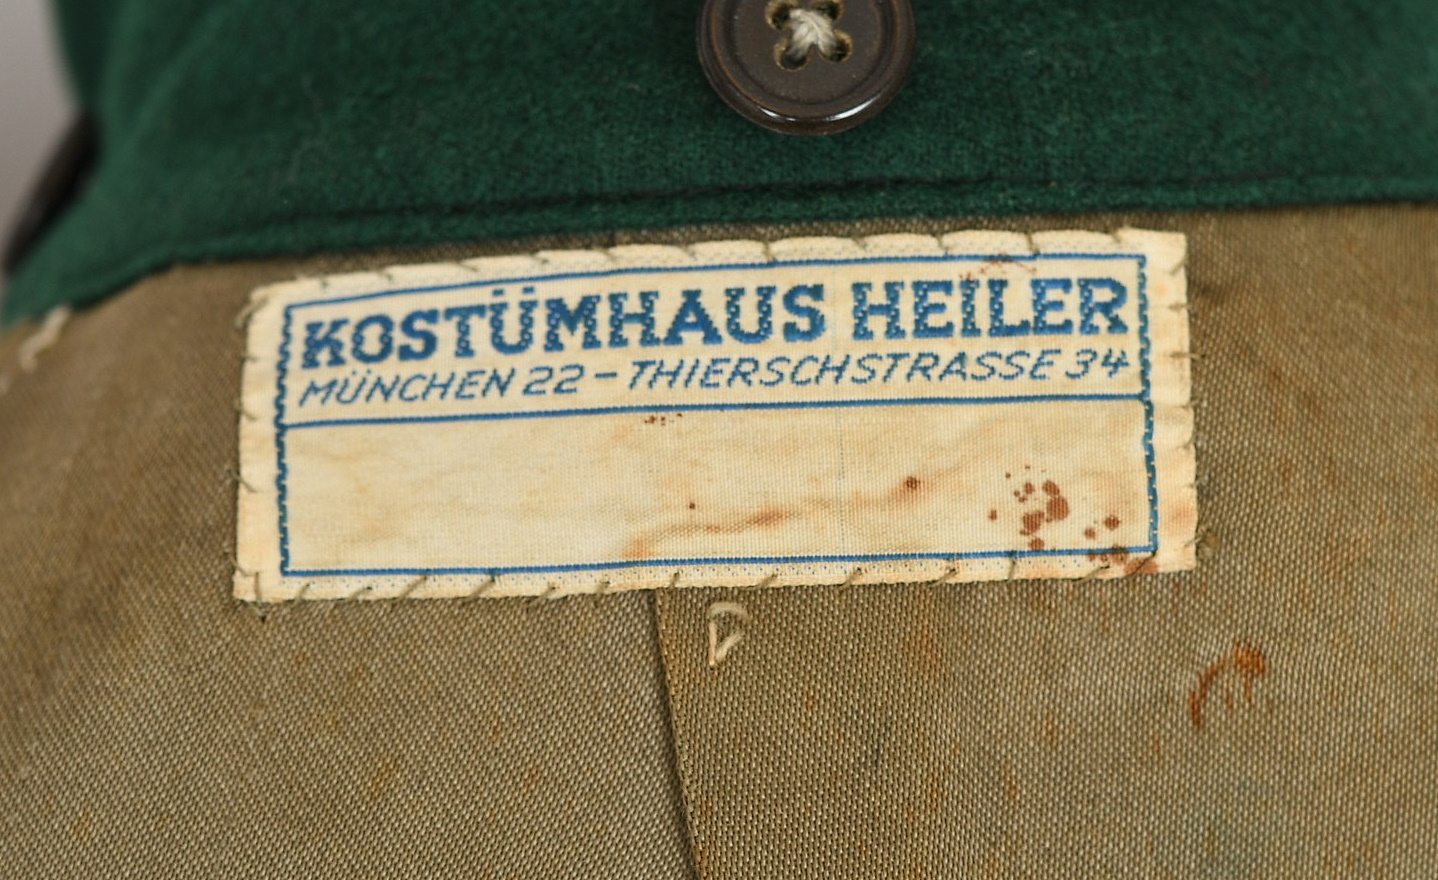 KOSTÜMHAUS HEILER
MÜNCHEN 22 - THIERSCHSTRASSE 34